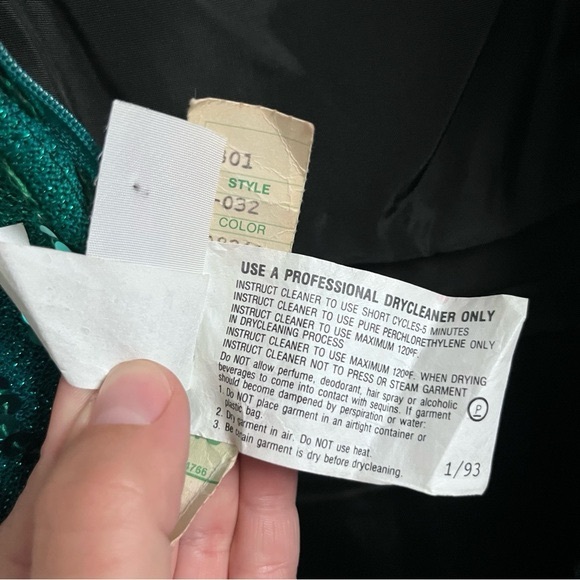 301
STYLE
-032
COLOR
USE A PROFESSIONAL DRYCLEANER ONLY
INSTRUCT CLEANER TO USE SHORT CYCLES-5 MINUTES
INSTRUCT CLEANER TO USE PURE PERCHLORETHYLENE ONLY
INSTRUCT CLEANER TO USE MAXIMUM 120ºF.
IN DRYCLEANING PROCESS
INSTRUCT CLEANER TO USE MAXIMUM 120ºF. WHEN DRYING
INSTRUCT CLEANER NOT TO PRESS OR STEAM GARMENT
Do NOT allow perfume, deodorant, hair spray or alcoholic
beverages to come into contact with sequins. If garment
should become dampened by perspiration or water:
1. Do NOT place garment in an airtight container or
plastic bag.
2. Dry garment in air. Do NOT use heat.
3. Be certain garment is dry before drycleaning.
P
1/93
4766